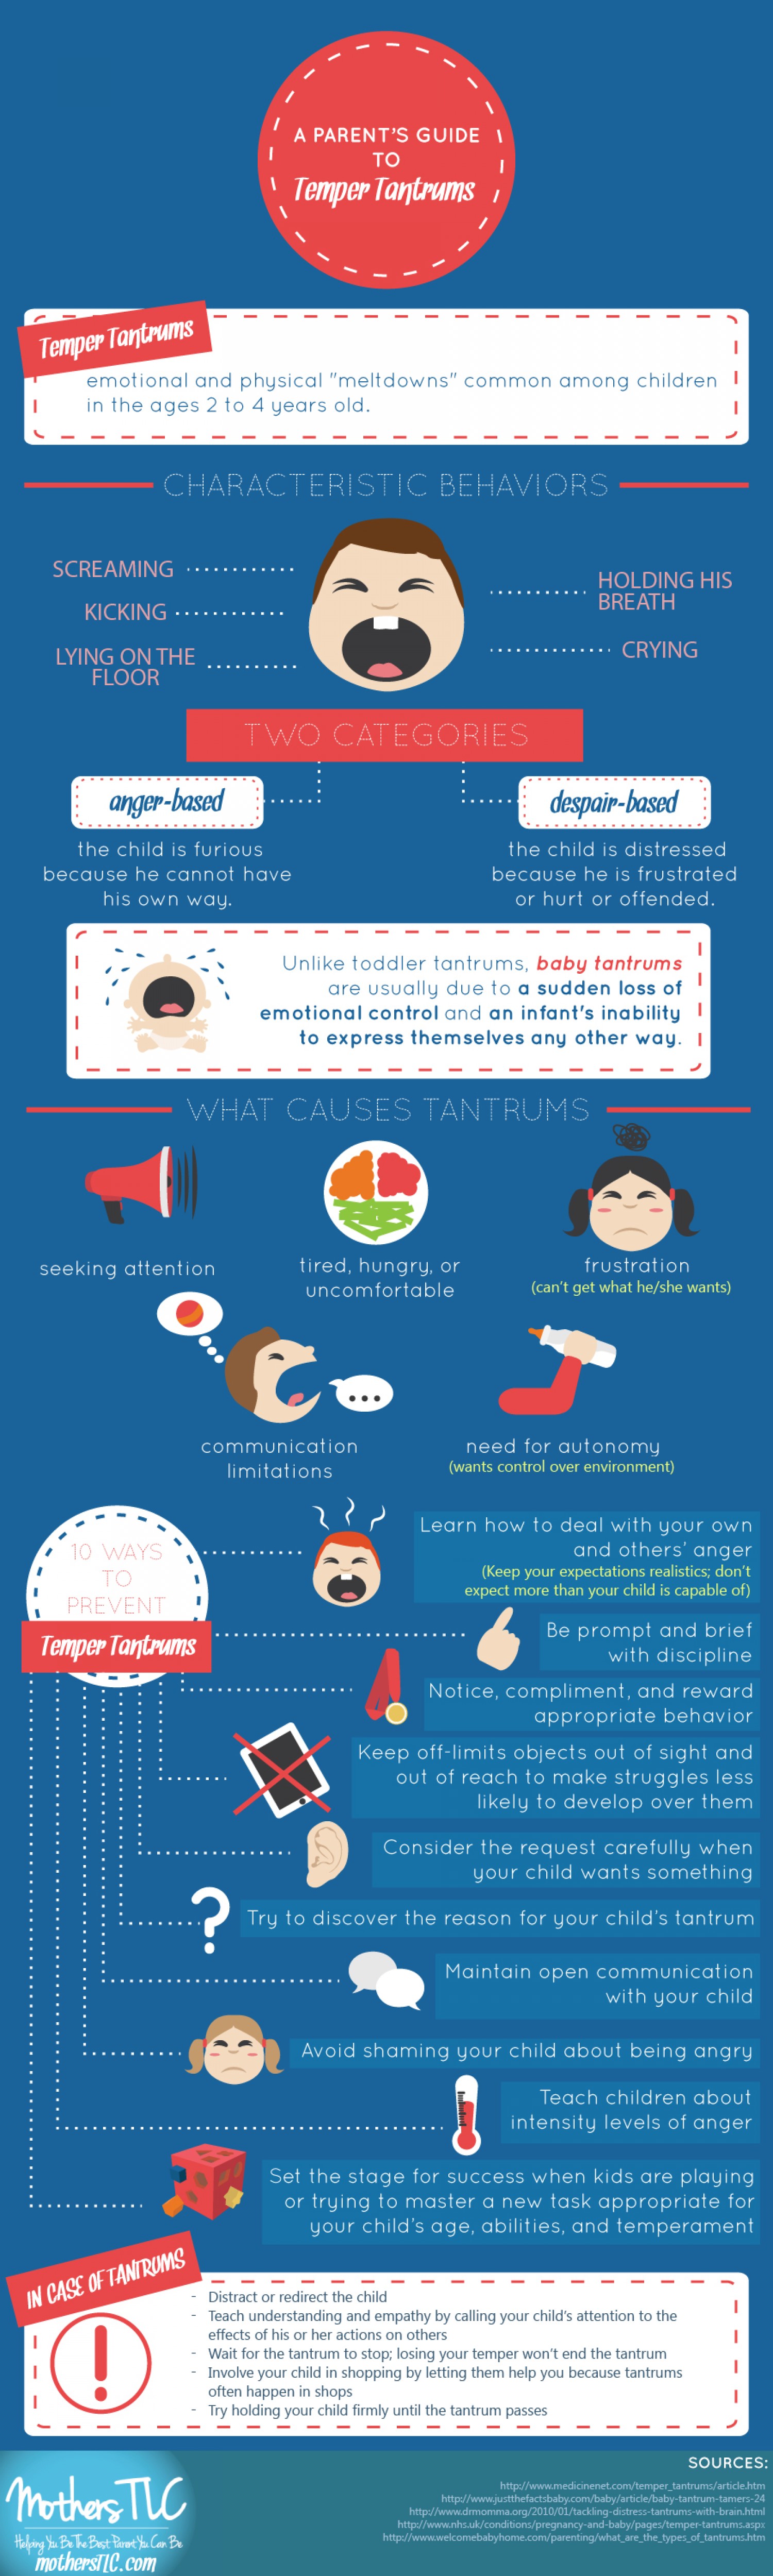 A PARENT'S GUIDE
TO
Temper Tantrums
Temper Tantrums
emotional and physical "meltdowns" common among children
in the ages 2 to 4 years old.
CHARACTERISTIC BEHAVIORS
SCREAMING
KICKING
LYING ON THE
FLOOR
HOLDING HIS
BREATH
CRYING
TWO CATEGORIES
anger-based
the child is furious
because he cannot have
his own way.
despair-based
the child is distressed
because he is frustrated
or hurt or offended.
Unlike toddler tantrums, baby tantrums
are usually due to a sudden loss of
emotional control and an infant's inability
to express themselves any other way.
WHAT CAUSES TANTRUMS
seeking attention
tired, hungry, or
uncomfortable
frustration
(can't get what he/she wants)
communication
limitations
need for autonomy
(wants control over environment)
10 WAYS
TO
PREVENT
Temper Tantrums
Learn how to deal with your own
and others' anger
(Keep your expectations realistics; don't
expect more than your child is capable of)
Be prompt and brief
with discipline
Notice, compliment, and reward
appropriate behavior
Keep off-limits objects out of sight and
out of reach to make struggles less
likely to develop over them
Consider the request carefully when
your child wants something
Try to discover the reason for your child's tantrum
Maintain open communication
with your child
Avoid shaming your child about being angry
Teach children about
intensity levels of anger
Set the stage for success when kids are playing
or trying to master a new task appropriate for
your child's age, abilities, and temperament
IN CASE OF TANTRUMS
- Distract or redirect the child
- Teach understanding and empathy by calling your child's attention to the
effects of his or her actions on others
- Wait for the tantrum to stop; losing your temper won't end the tantrum
- Involve your child in shopping by letting them help you because tantrums
often happen in shops
- Try holding your child firmly until the tantrum passes
Mothers TLC
Helping You Be The Best Parent You Can Be
mothersTLC.com
SOURCES:
http://www.medicinenet.com/temper_tantrums/article.htm
http://www.justthefactsbaby.com/baby/article/baby-tantrum-tamers-24
http://www.drmomma.org/2010/01/tackling-distress-tantrums-with-brain.html
http://www.nhs.uk/conditions/pregnancy-and-baby/pages/temper-tantrums.aspx
http://www.welcomebabyhome.com/parenting/what_are_the_types_of_tantrums.htm